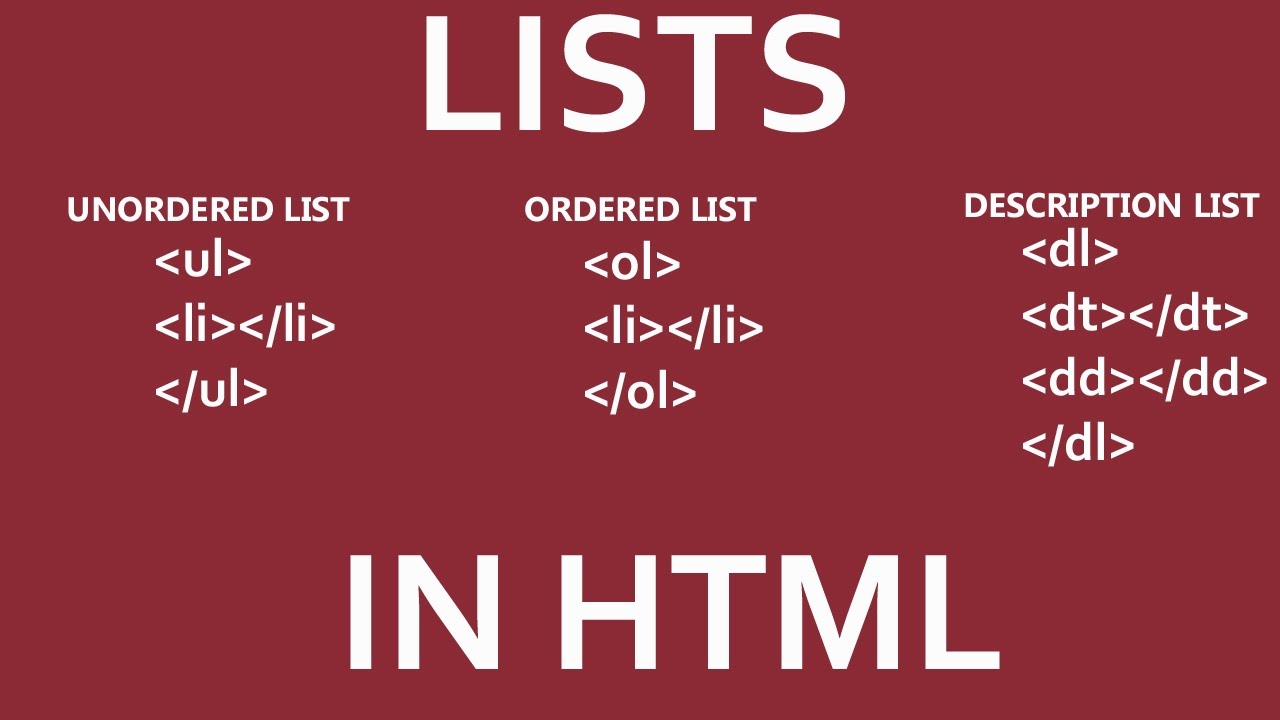 LISTS
UNORDERED LIST
<ul>
<li></li>
</ul>
ORDERED LIST
<ol>
<li></li>
</ol>
DESCRIPTION LIST
<dl>
<dt></dt>
<dd></dd>
</dl>
IN HTML